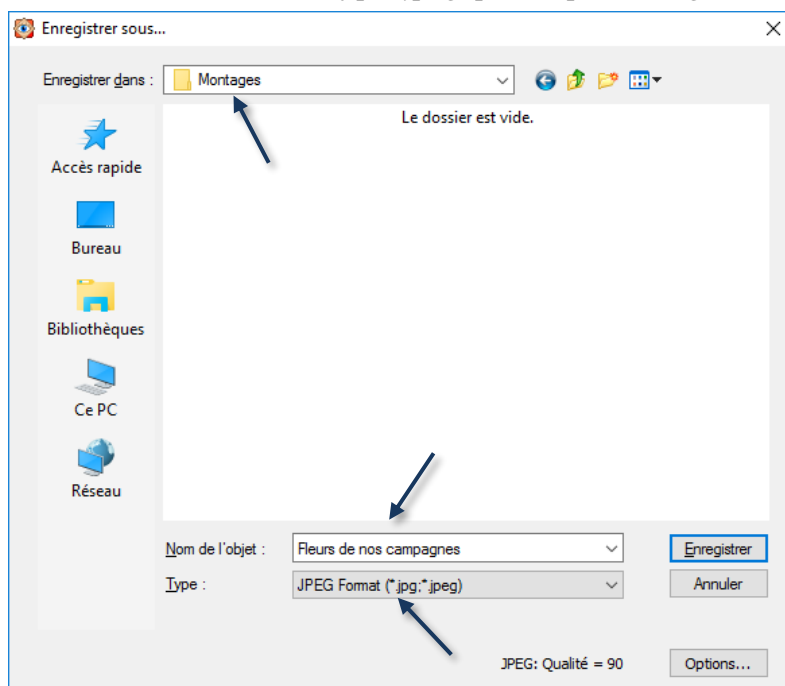 Enregistrer sous...
Enregistrer dans :
Montages
Le dossier est vide.
Accès rapide
Bureau
Bibliothèques
Ce PC
Réseau
Nom de l'objet :
Fleurs de nos campagnes
Enregistrer
Type :
JPEG Format (*.jpg;*.jpeg)
Annuler
JPEG: Qualité = 90
Options...